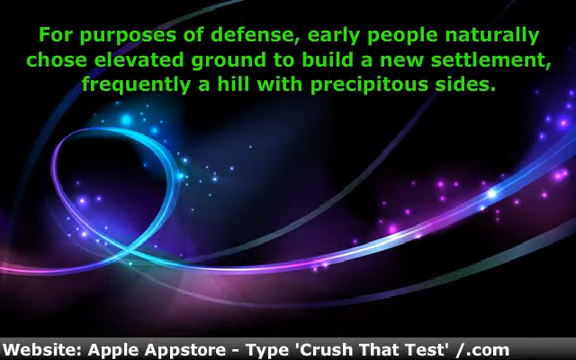 For purposes of defense, early people naturally
chose elevated ground to build a new settlement,
frequently a hill with precipitous sides.
Website: Apple Appstore - Type 'Crush That Test' /.com